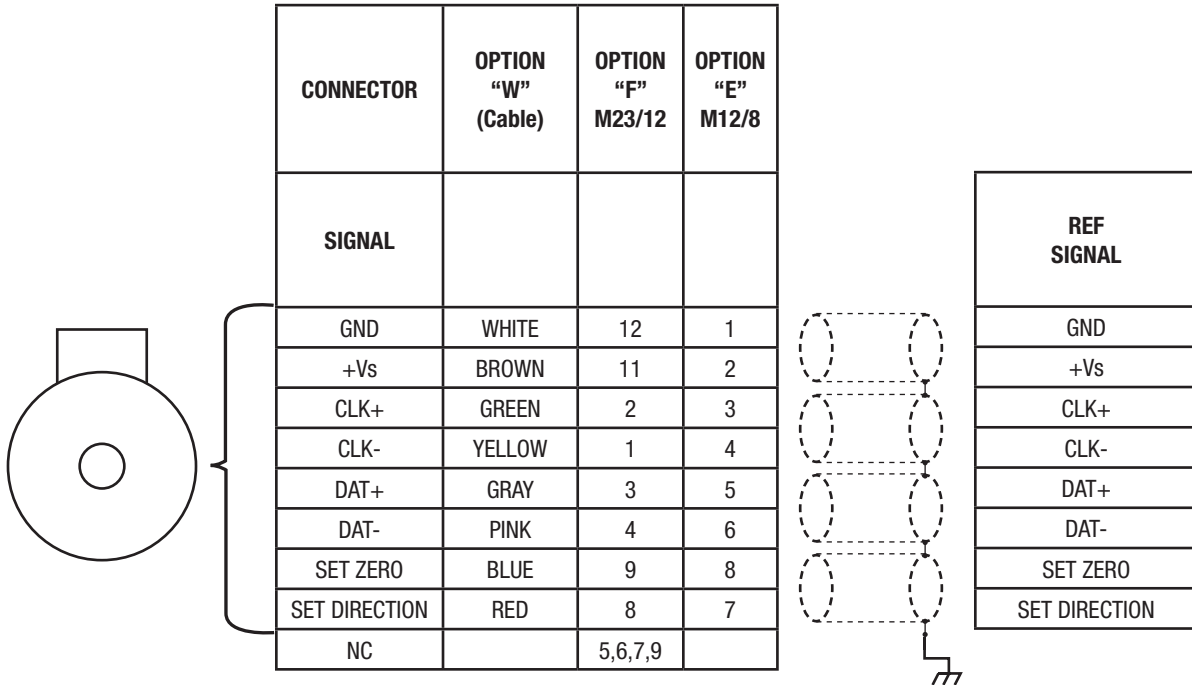 CONNECTOR
OPTION
“W”
(Cable)
OPTION
“F”
M23/12
OPTION
“E”
M12/8
SIGNAL
REF
SIGNAL
GND WHITE 12 1 GND
+Vs BROWN 11 2 +Vs
CLK+ GREEN 2 3 CLK+
CLK- YELLOW 1 4 CLK-
DAT+ GRAY 3 5 DAT+
DAT- PINK 4 6 DAT-
SET ZERO BLUE 9 8 SET ZERO
SET DIRECTION RED 8 7 SET DIRECTION
NC 5,6,7,9